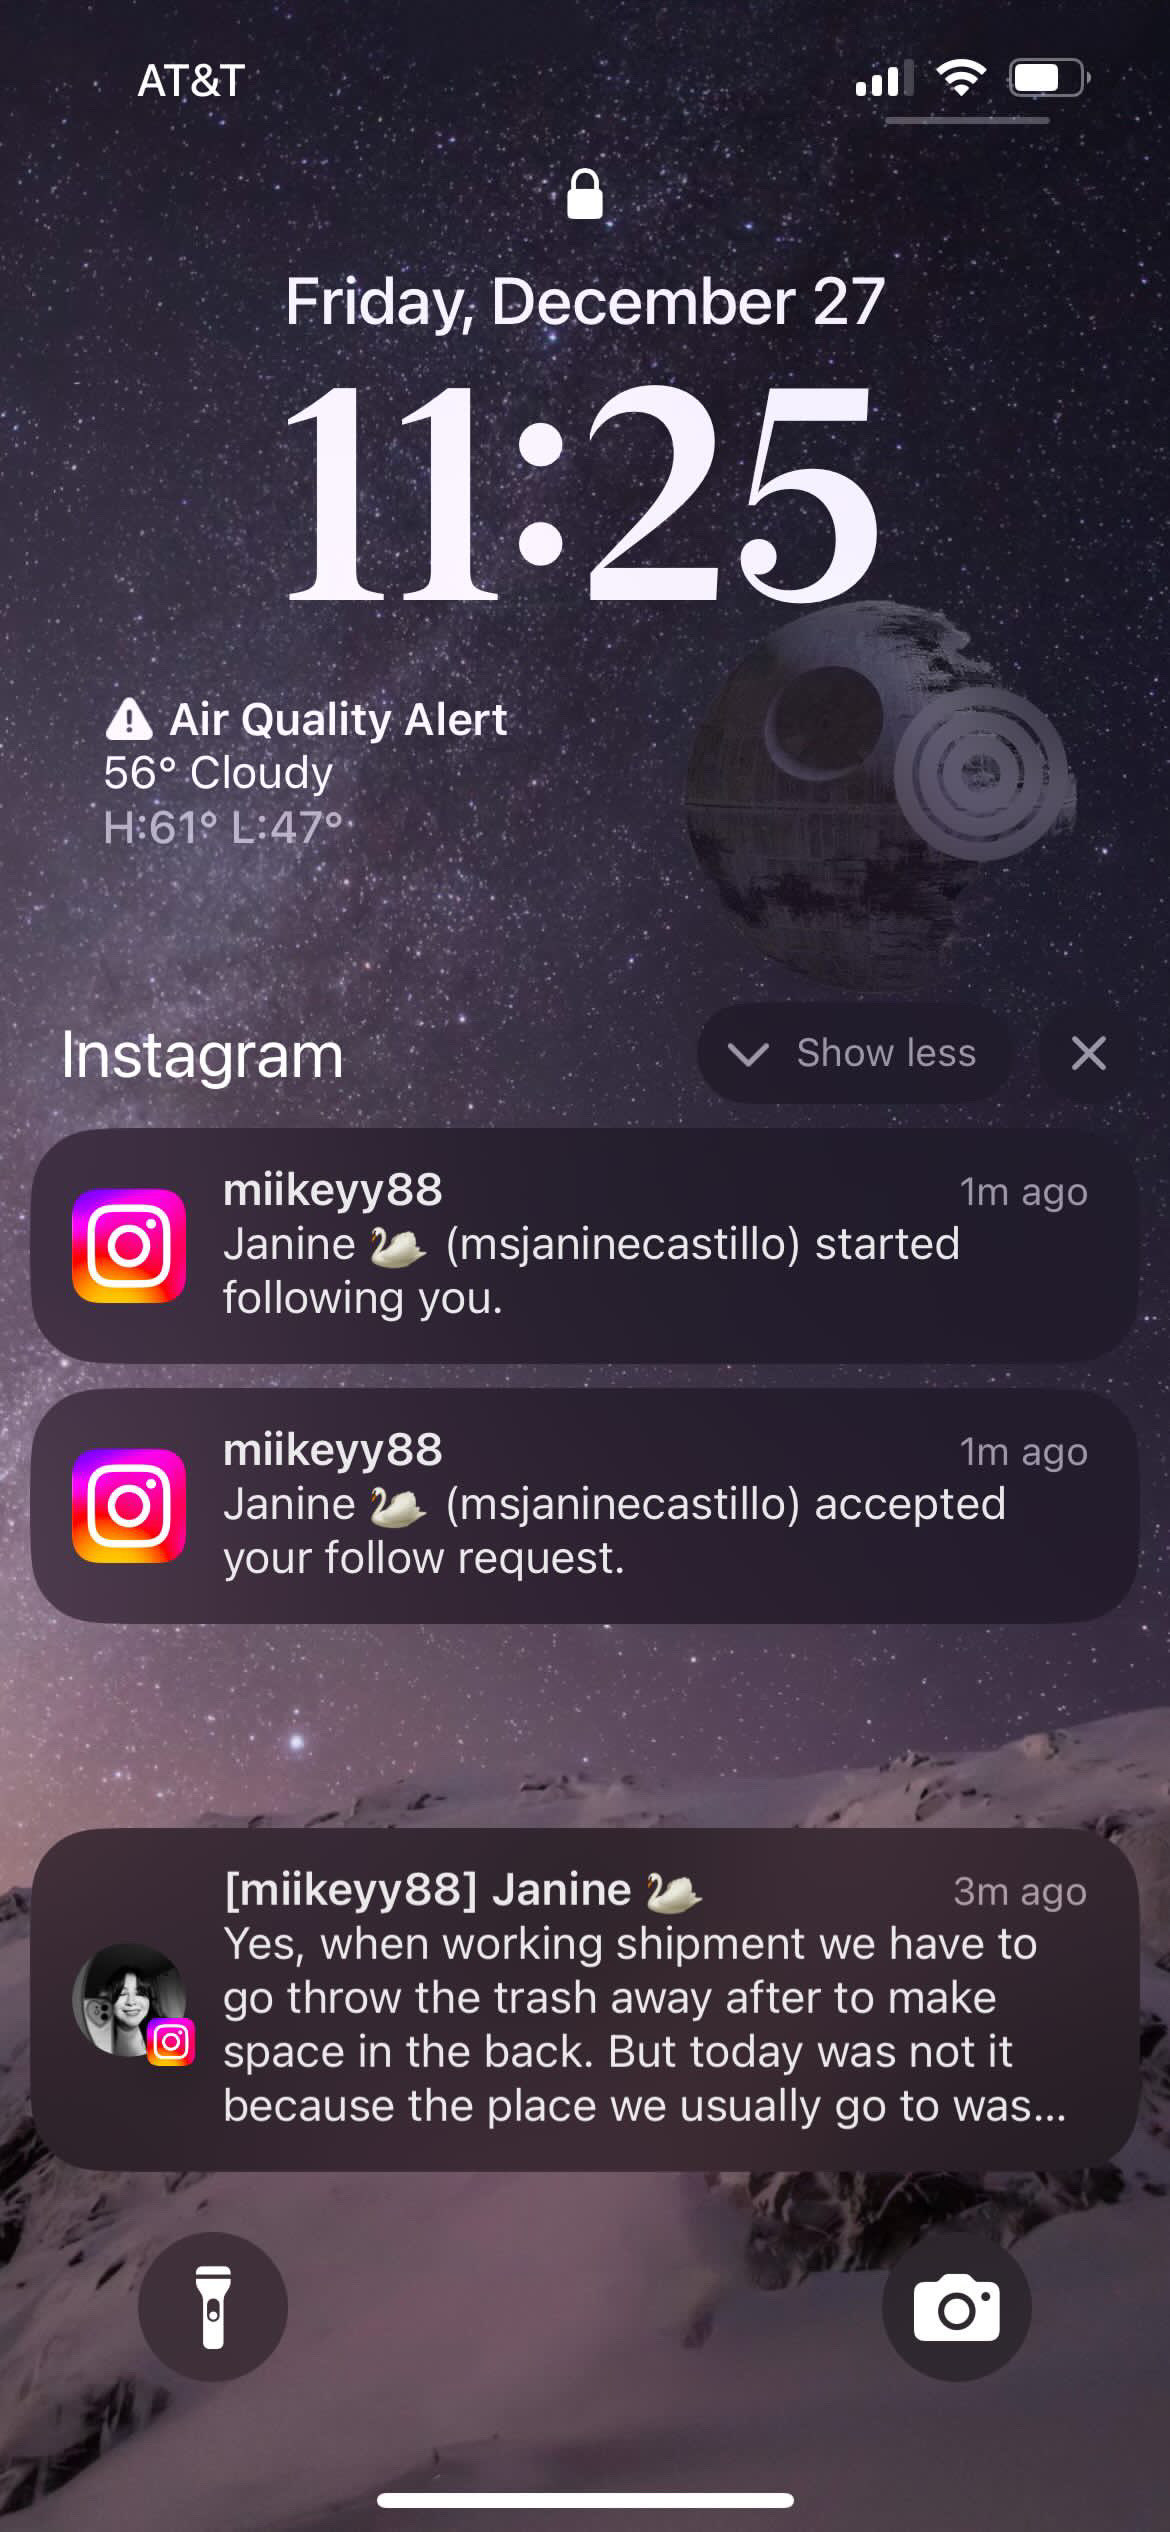 AT&T
Friday, December 27
11:25
Air Quality Alert
56° Cloudy
H:61° L:47°
Instagram
Show less
miikeyy88 1m ago
Janine 🦢 (msjaninecastillo) started
following you.
miikeyy88 1m ago
Janine 🦢 (msjaninecastillo) accepted
your follow request.
[miikeyy88] Janine 🦢 3m ago
Yes, when working shipment we have to
go throw the trash away after to make
space in the back. But today was not it
because the place we usually go to was...